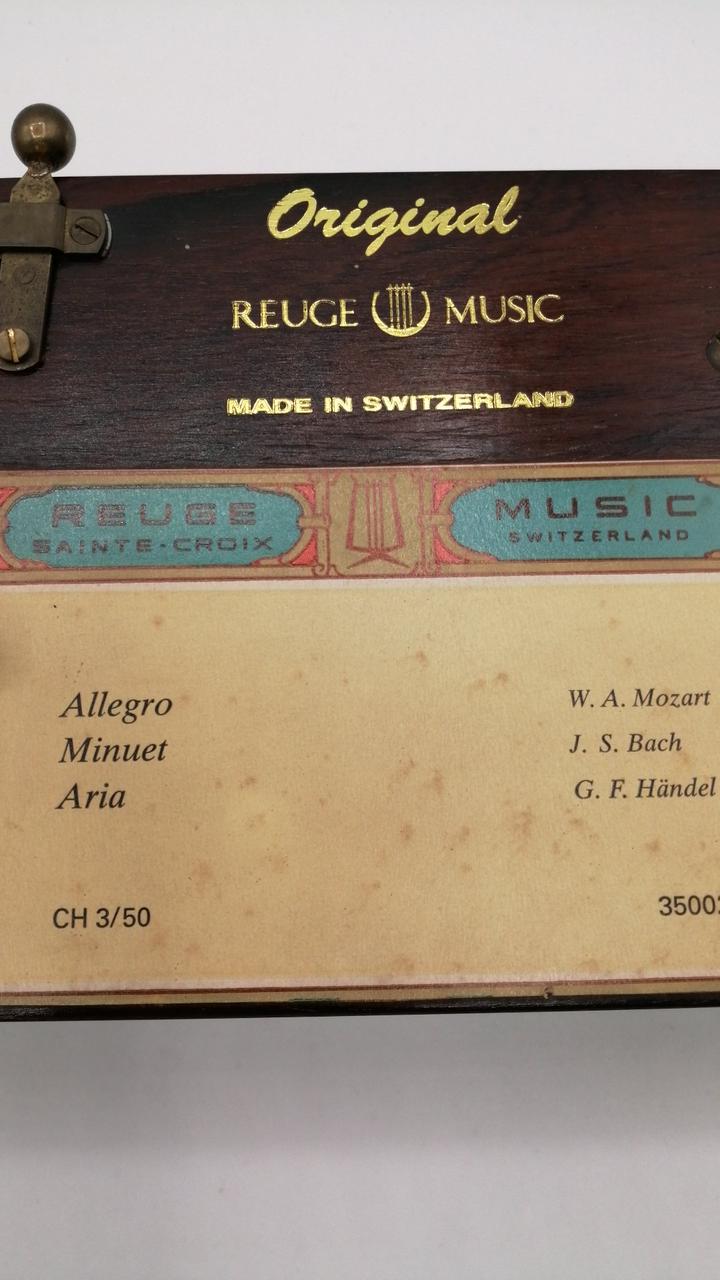 Original
REUGE MUSIC
MADE IN SWITZERLAND
REUGE MUSIC
SAINTE-CROIX SWITZERLAND
Allegro W. A. Mozart
Minuet J. S. Bach
Aria G. F. Händel
CH 3/50